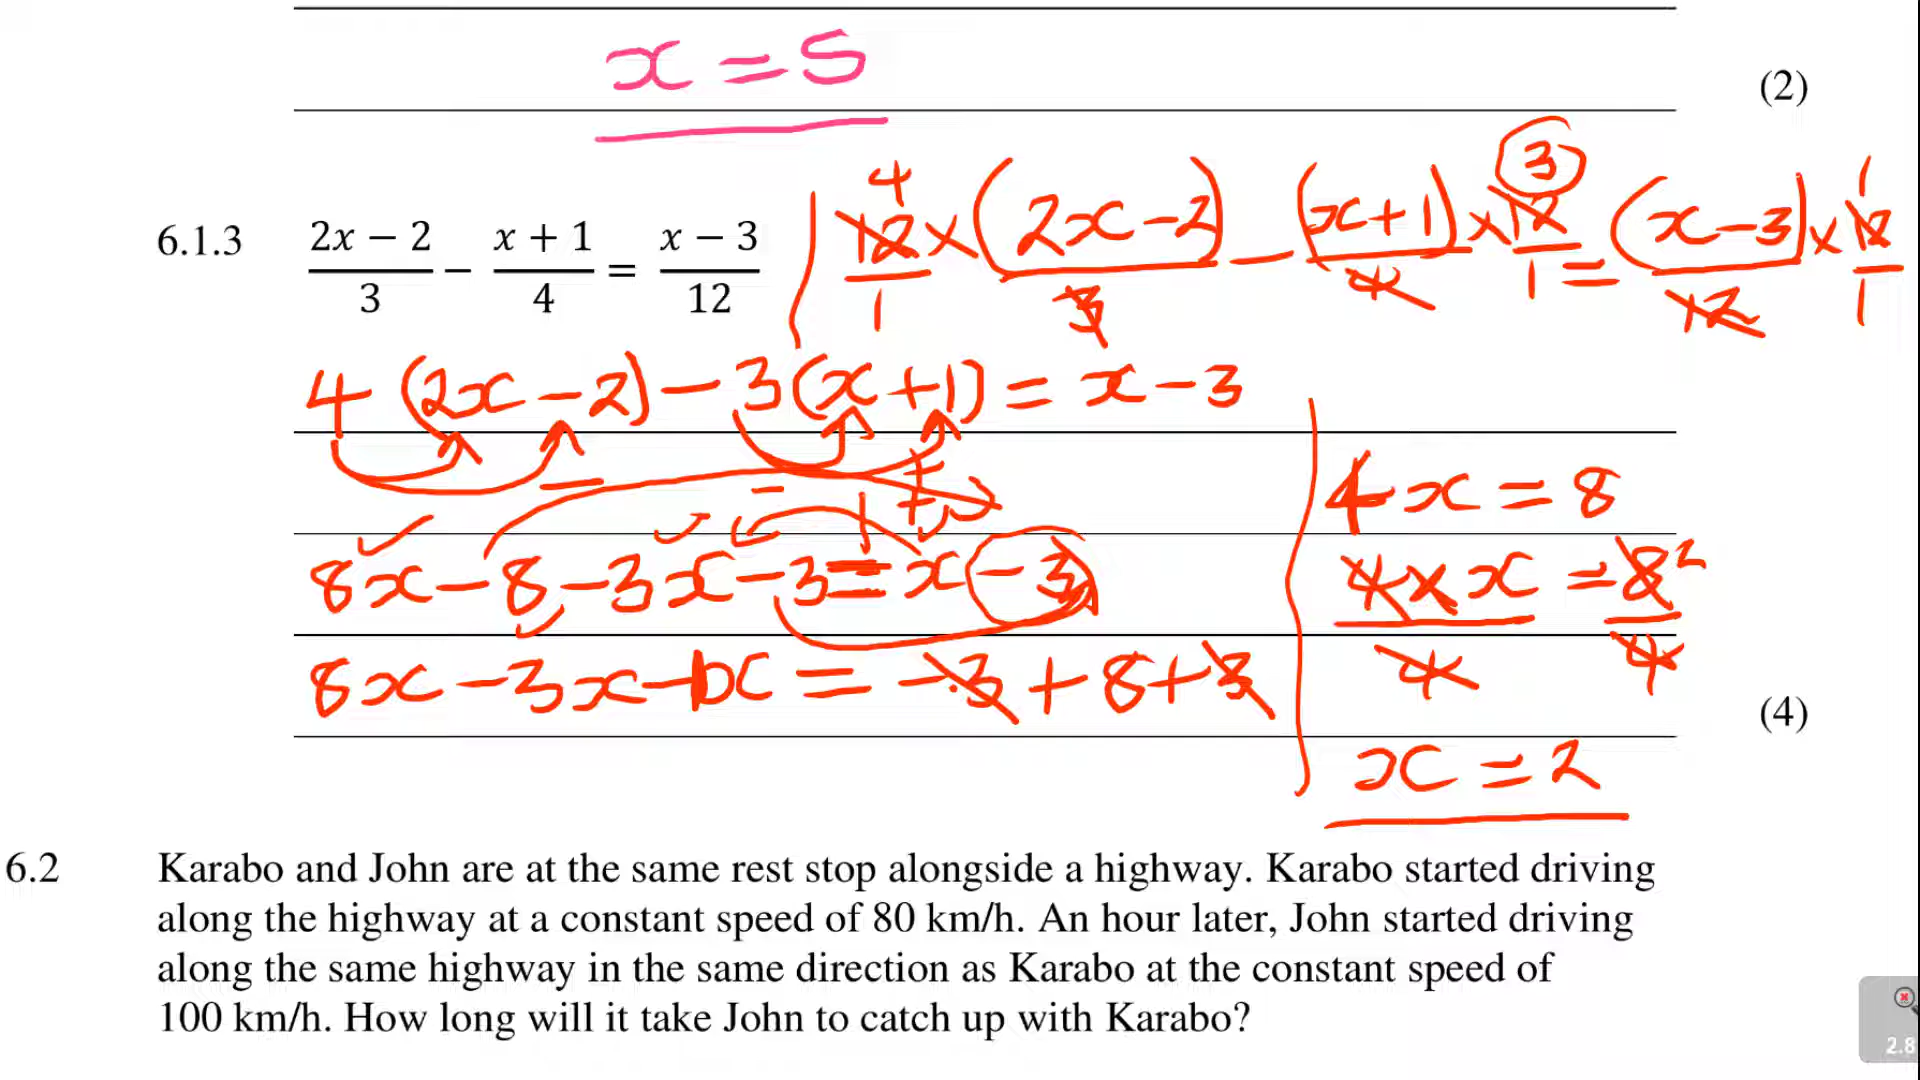 x = 5
(2)
6.1.3 (2x − 2)/3 − (x + 1)/4 = (x − 3)/12
4 3 1
12/1 × (2x − 2)/3 − (x + 1)/4 × 12/1 = (x − 3)/12 × 12/1
4 (2x − 2) − 3(x + 1) = x − 3
8x − 8 − 3x − 3 = x − 3
8x − 3x − 1x = −3 + 8 + 3
4x = 8
4 × x / 4 = 8 / 4 2
x = 2
(4)
6.2 Karabo and John are at the same rest stop alongside a highway. Karabo started driving
along the highway at a constant speed of 80 km/h. An hour later, John started driving
along the same highway in the same direction as Karabo at the constant speed of
100 km/h. How long will it take John to catch up with Karabo?
2.8